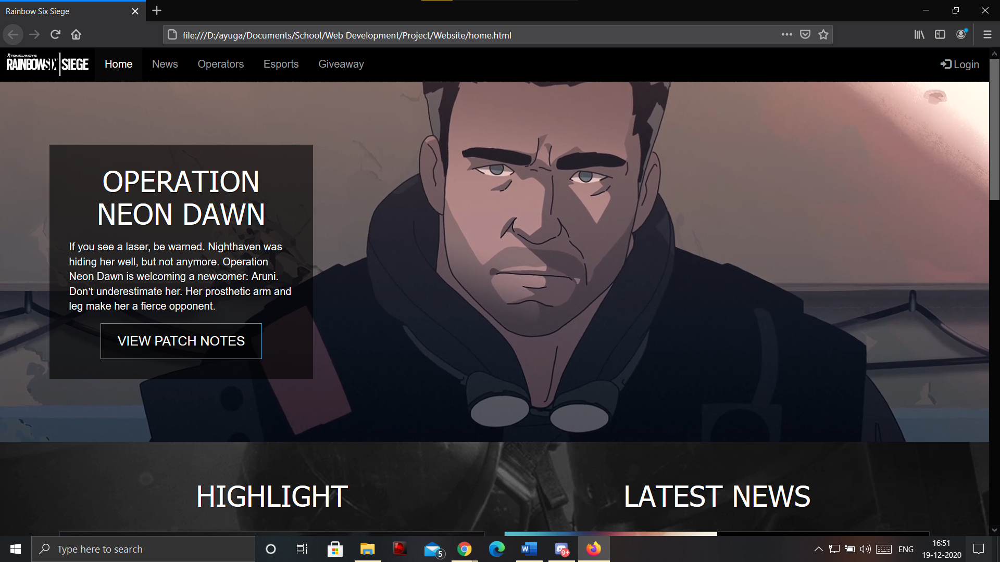 Rainbow Six Siege
file:///D:/ayuga/Documents/School/Web Development/Project/Website/home.html
TOM CLANCY'S
RAINBOWSIX|SIEGE
Home
News
Operators
Esports
Giveaway
Login
OPERATION
NEON DAWN
If you see a laser, be warned. Nighthaven was
hiding her well, but not anymore. Operation
Neon Dawn is welcoming a newcomer: Aruni.
Don’t underestimate her. Her prosthetic arm and
leg make her a fierce opponent.
VIEW PATCH NOTES
HIGHLIGHT
LATEST NEWS
Type here to search
5
W
9+
ENG
16:51
19-12-2020